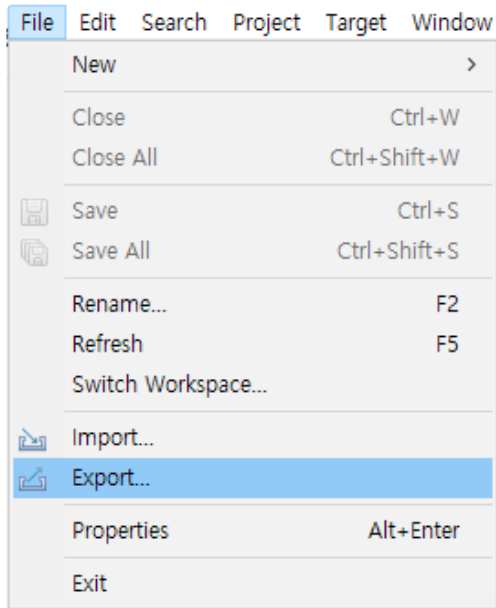 File Edit Search Project Target Window
New >
Close Ctrl+W
Close All Ctrl+Shift+W
Save Ctrl+S
Save All Ctrl+Shift+S
Rename... F2
Refresh F5
Switch Workspace...
Import...
Export...
Properties Alt+Enter
Exit